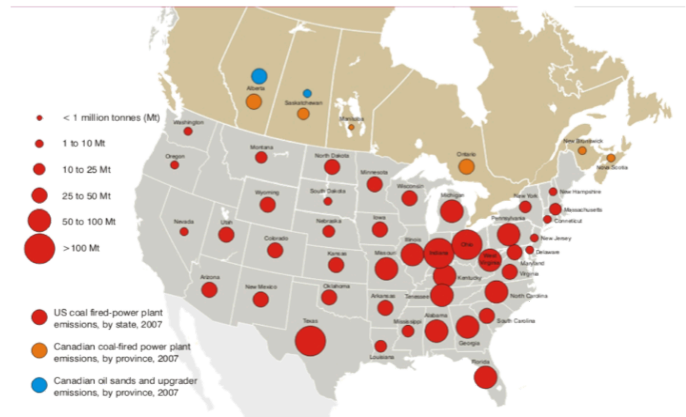 Alberta
Saskatchewan
Manitoba
< 1 million tonnes (Mt)
Washington
Ontario
New Brunswick
Nova Scotia
1 to 10 Mt
Oregon
Montana
North Dakota
10 to 25 Mt
Minnesota
Wisconsin
Michigan
New York
New Hampshire
25 to 50 Mt
Wyoming
South Dakota
Massachusetts
Connecticut
50 to 100 Mt
Nevada
Utah
Nebraska
Iowa
Pennsylvania
New Jersey
>100 Mt
Colorado
Kansas
Missouri
Illinois
Indiana
Ohio
West
Virginia
Delaware
Maryland
Virginia
Kentucky
Arizona
New Mexico
Oklahoma
Arkansas
Tennessee
North Carolina
US coal fired-power plant
emissions, by state, 2007
Texas
Mississippi
Alabama
Georgia
South Carolina
Canadian coal-fired power plant
emissions, by province, 2007
Louisiana
Florida
Canadian oil sands and upgrader
emissions, by province, 2007